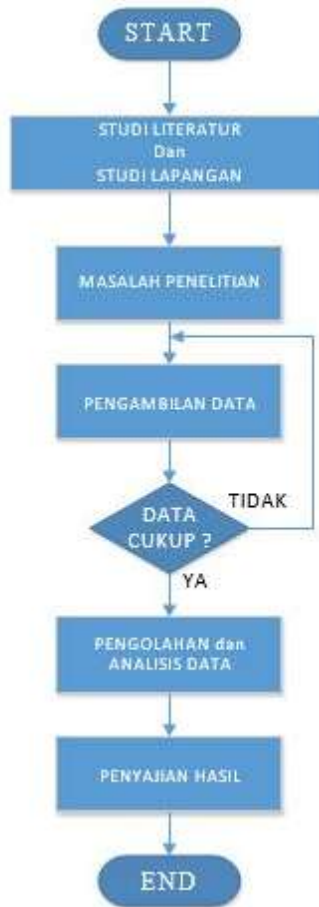 START
STUDI LITERATUR
Dan
STUDI LAPANGAN
MASALAH PENELITIAN
PENGAMBILAN DATA
TIDAK
DATA
CUKUP ?
YA
PENGOLAHAN dan
ANALISIS DATA
PENYAJIAN HASIL
END